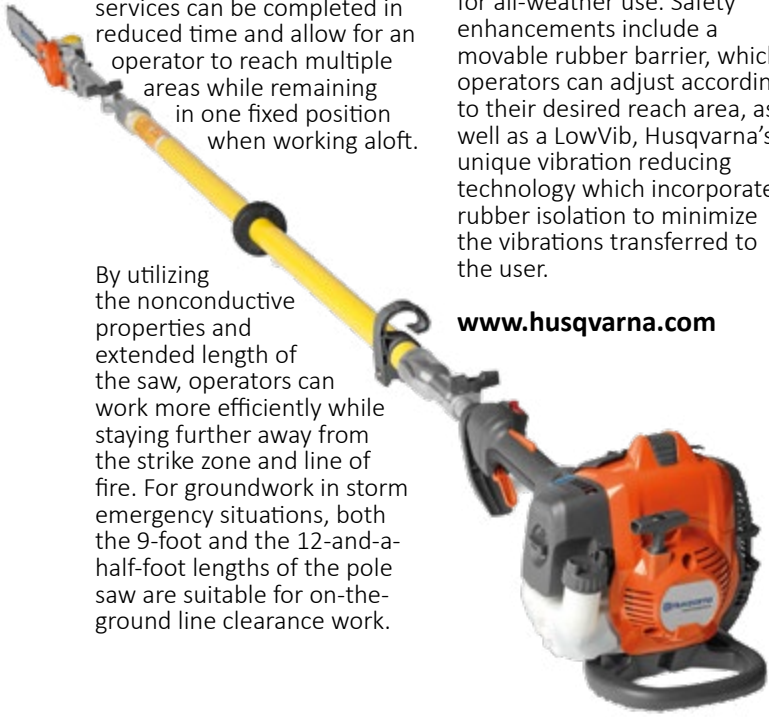 services can be completed in
reduced time and allow for an
operator to reach multiple
areas while remaining
in one fixed position
when working aloft.
By utilizing
the nonconductive
properties and
extended length of
the saw, operators can
work more efficiently while
staying further away from
the strike zone and line of
fire. For groundwork in storm
emergency situations, both
the 9-foot and the 12-and-a-
half-foot lengths of the pole
saw are suitable for on-the-
ground line clearance work.
for all-weather use. Safety
enhancements include a
movable rubber barrier, which
operators can adjust accordin
to their desired reach area, as
well as a LowVib, Husqvarna’s
unique vibration reducing
technology which incorporate
rubber isolation to minimize
the vibrations transferred to
the user.
www.husqvarna.com
Husqvarna